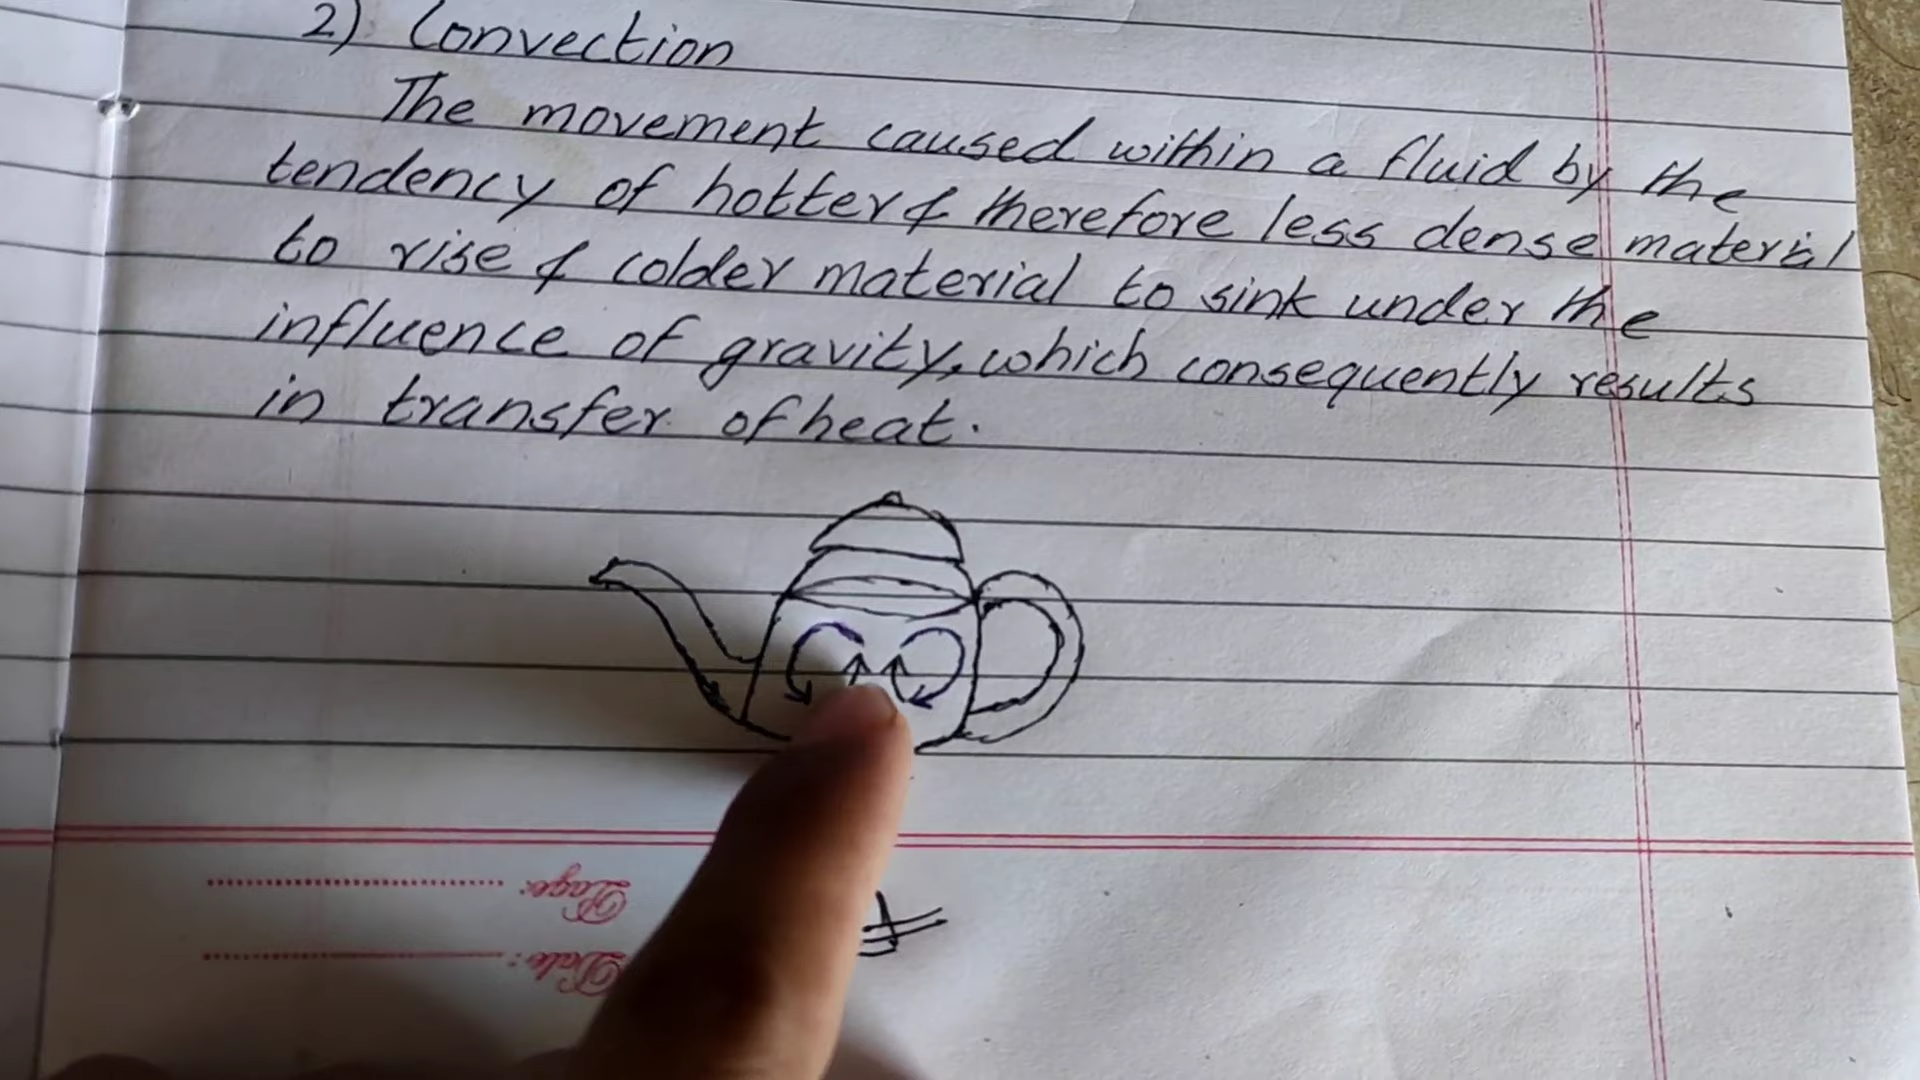 2) Convection
The movement caused within a fluid by the
tendency of hotter & therefore less dense material
to rise & colder material to sink under the
influence of gravity, which consequently results
in transfer of heat.
Page:
Date: